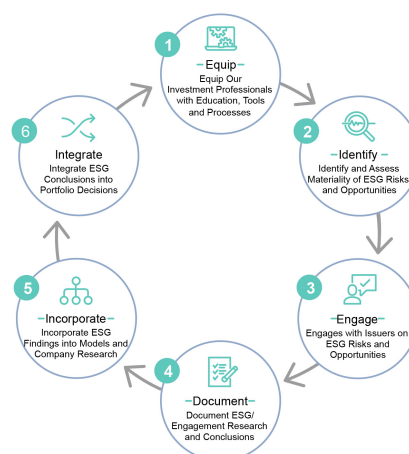 1
Equip
Equip Our
Investment Professionals
with Education, Tools
and Processes
2
Identify
Identify and Assess
Materiality of ESG Risks
and Opportunities
3
Engage
Engages with Issuers on
ESG Risks and
Opportunities
4
Document
Document ESG/
Engagement Research
and Conclusions
5
Incorporate
Incorporate ESG
Findings into Models and
Company Research
6
Integrate
Integrate ESG
Conclusions into
Portfolio Decisions